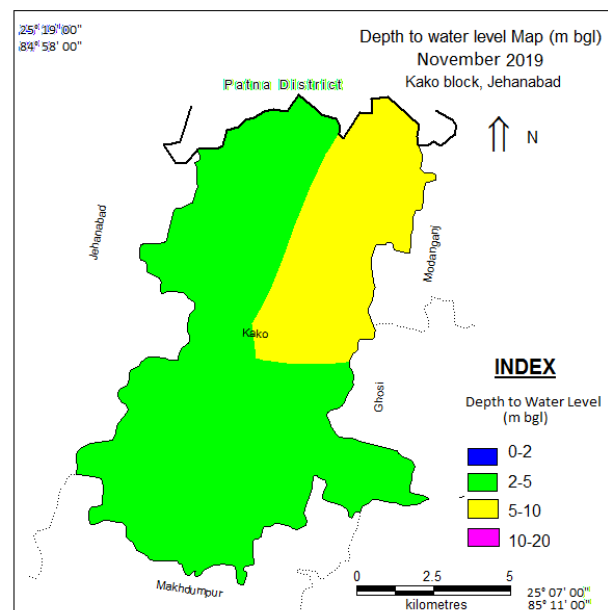 25° 19' 00"
84° 58' 00"
Depth to water level Map (m bgl)
November 2019
Kako block, Jehanabad
Patna District
N
Jehanabad
Modanganj
Kako
Ghosi
Makhdumpur
INDEX
Depth to Water Level
(m bgl)
0-2
2-5
5-10
10-20
0 2.5 5
kilometres
25° 07' 00"
85° 11' 00"